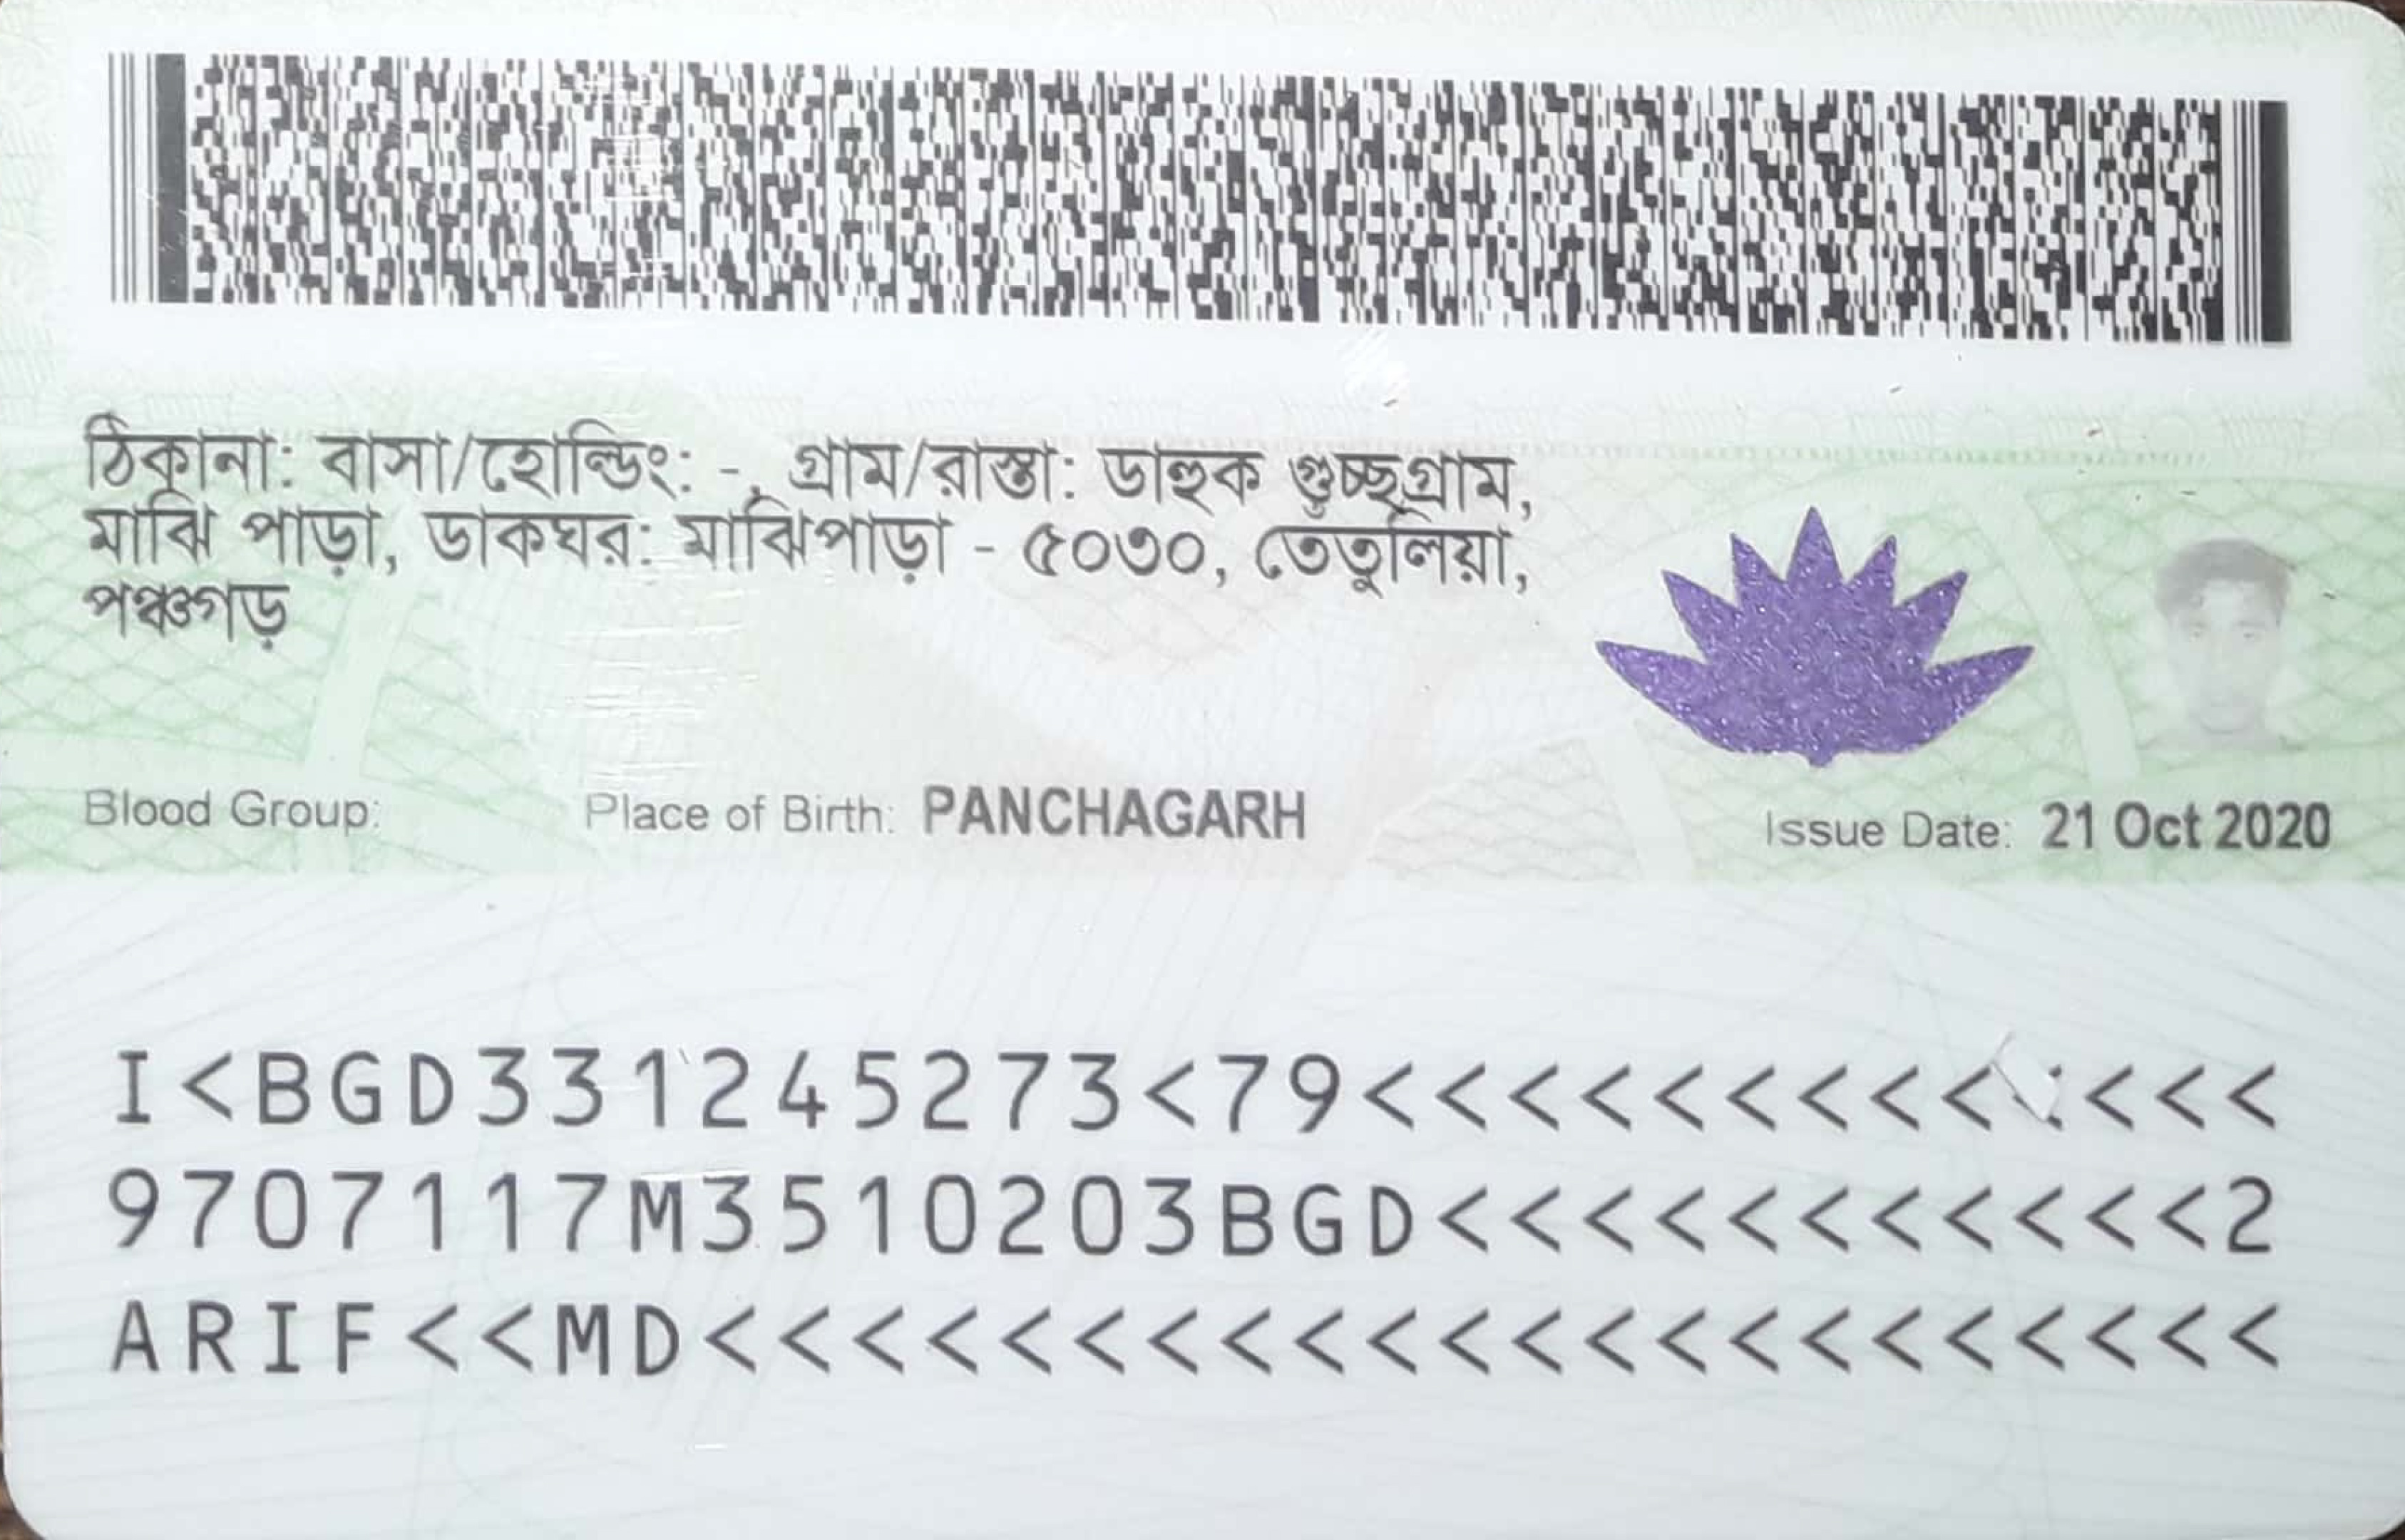 ঠিকানা: বাসা/হোল্ডিং: -, গ্রাম/রাস্তা: ডাহুক গুচ্ছগ্রাম,
মাঝি পাড়া, ডাকঘর: মাঝিপাড়া - ৫০৩০, তেঁতুলিয়া,
পঞ্চগড়
Blood Group: Place of Birth: PANCHAGARH Issue Date: 21 Oct 2020
I<BGD331245273<79<<<<<<<<<<<<<
9707117M3510203BGD<<<<<<<<<<<2
ARIF<<MD<<<<<<<<<<<<<<<<<<<<<<